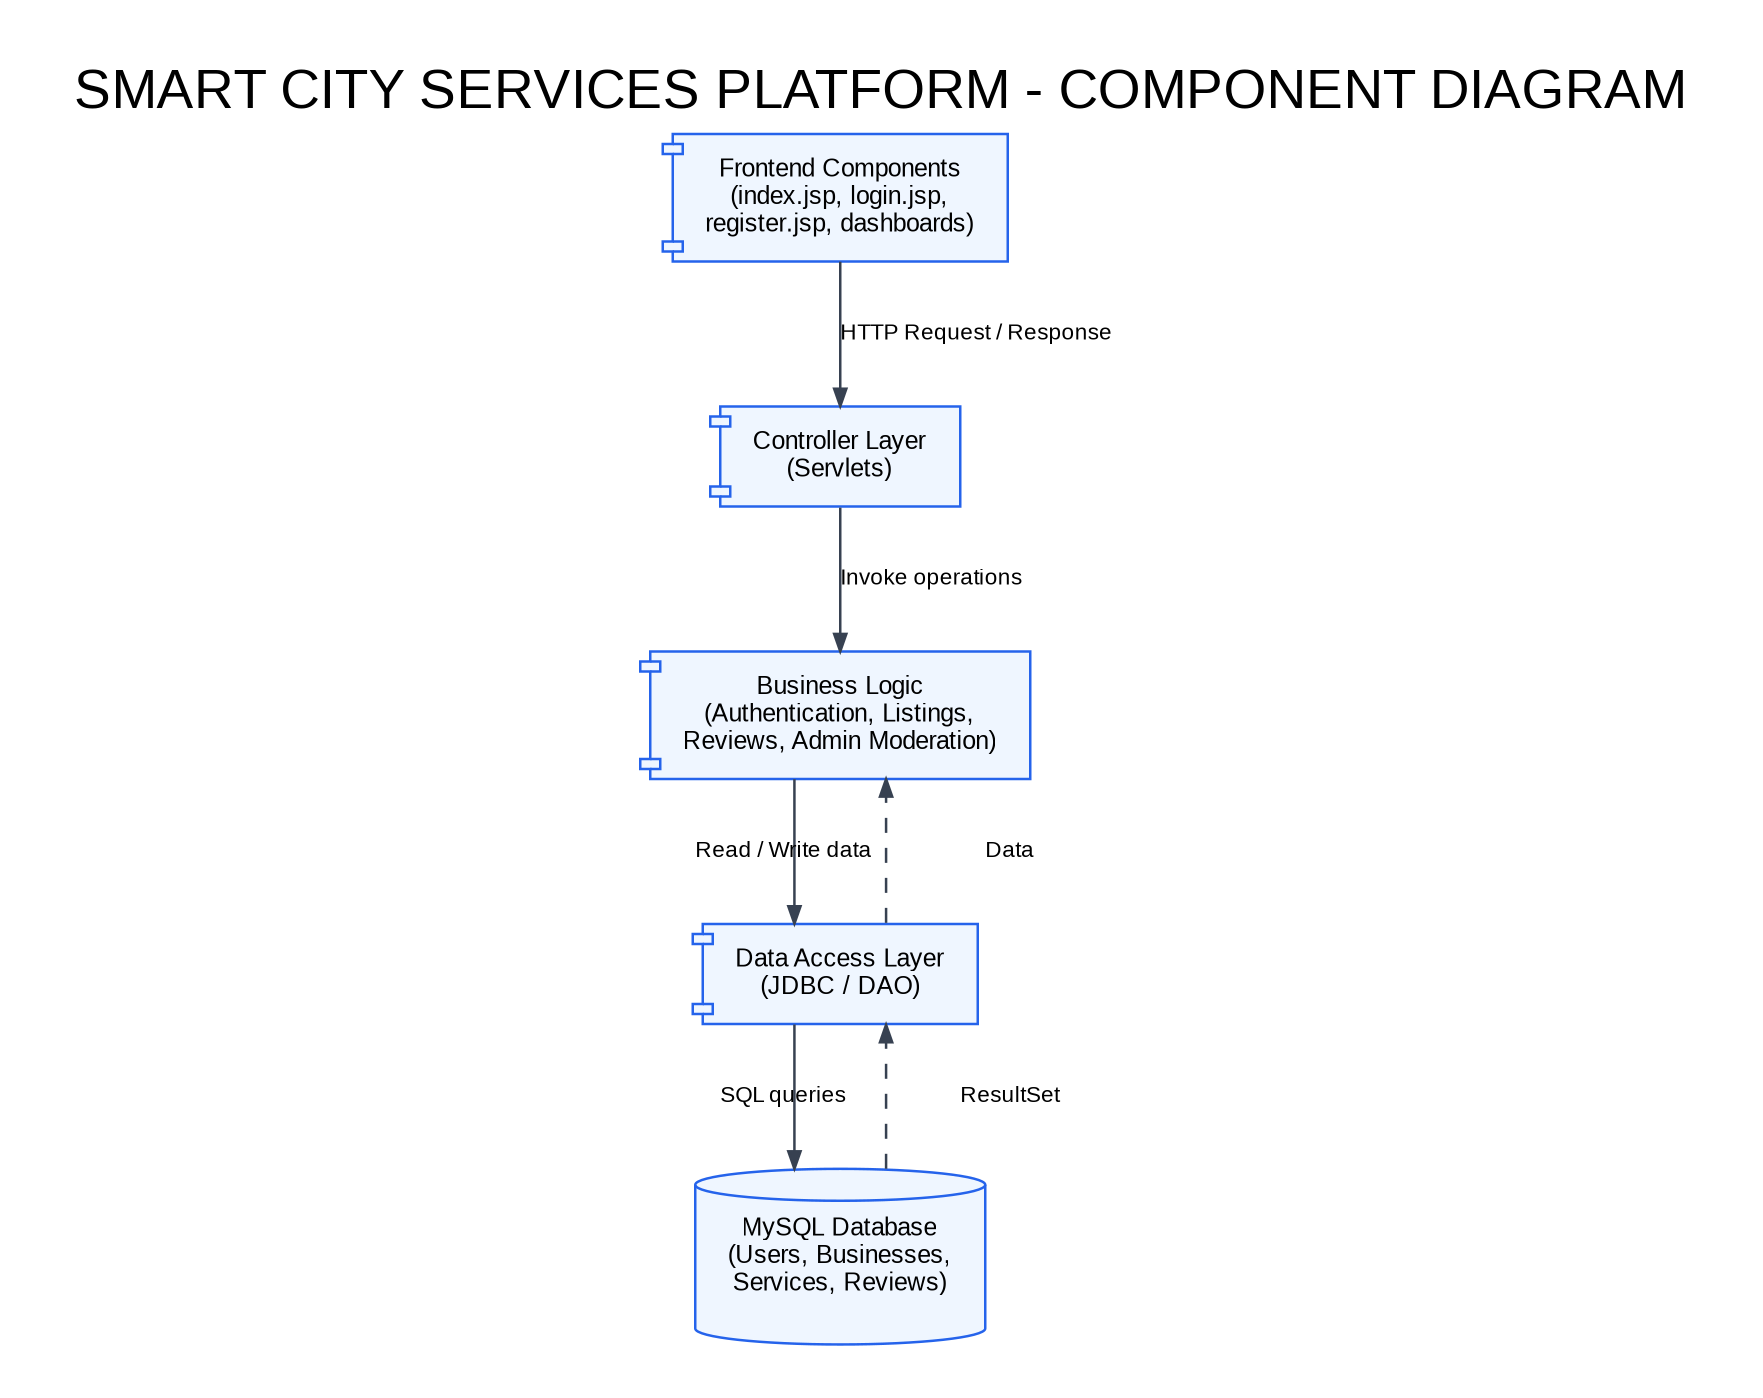 SMART CITY SERVICES PLATFORM - COMPONENT DIAGRAM
Frontend Components
(index.jsp, login.jsp,
register.jsp, dashboards)
HTTP Request / Response
Controller Layer
(Servlets)
Invoke operations
Business Logic
(Authentication, Listings,
Reviews, Admin Moderation)
Read / Write data
Data
Data Access Layer
(JDBC / DAO)
SQL queries
ResultSet
MySQL Database
(Users, Businesses,
Services, Reviews)